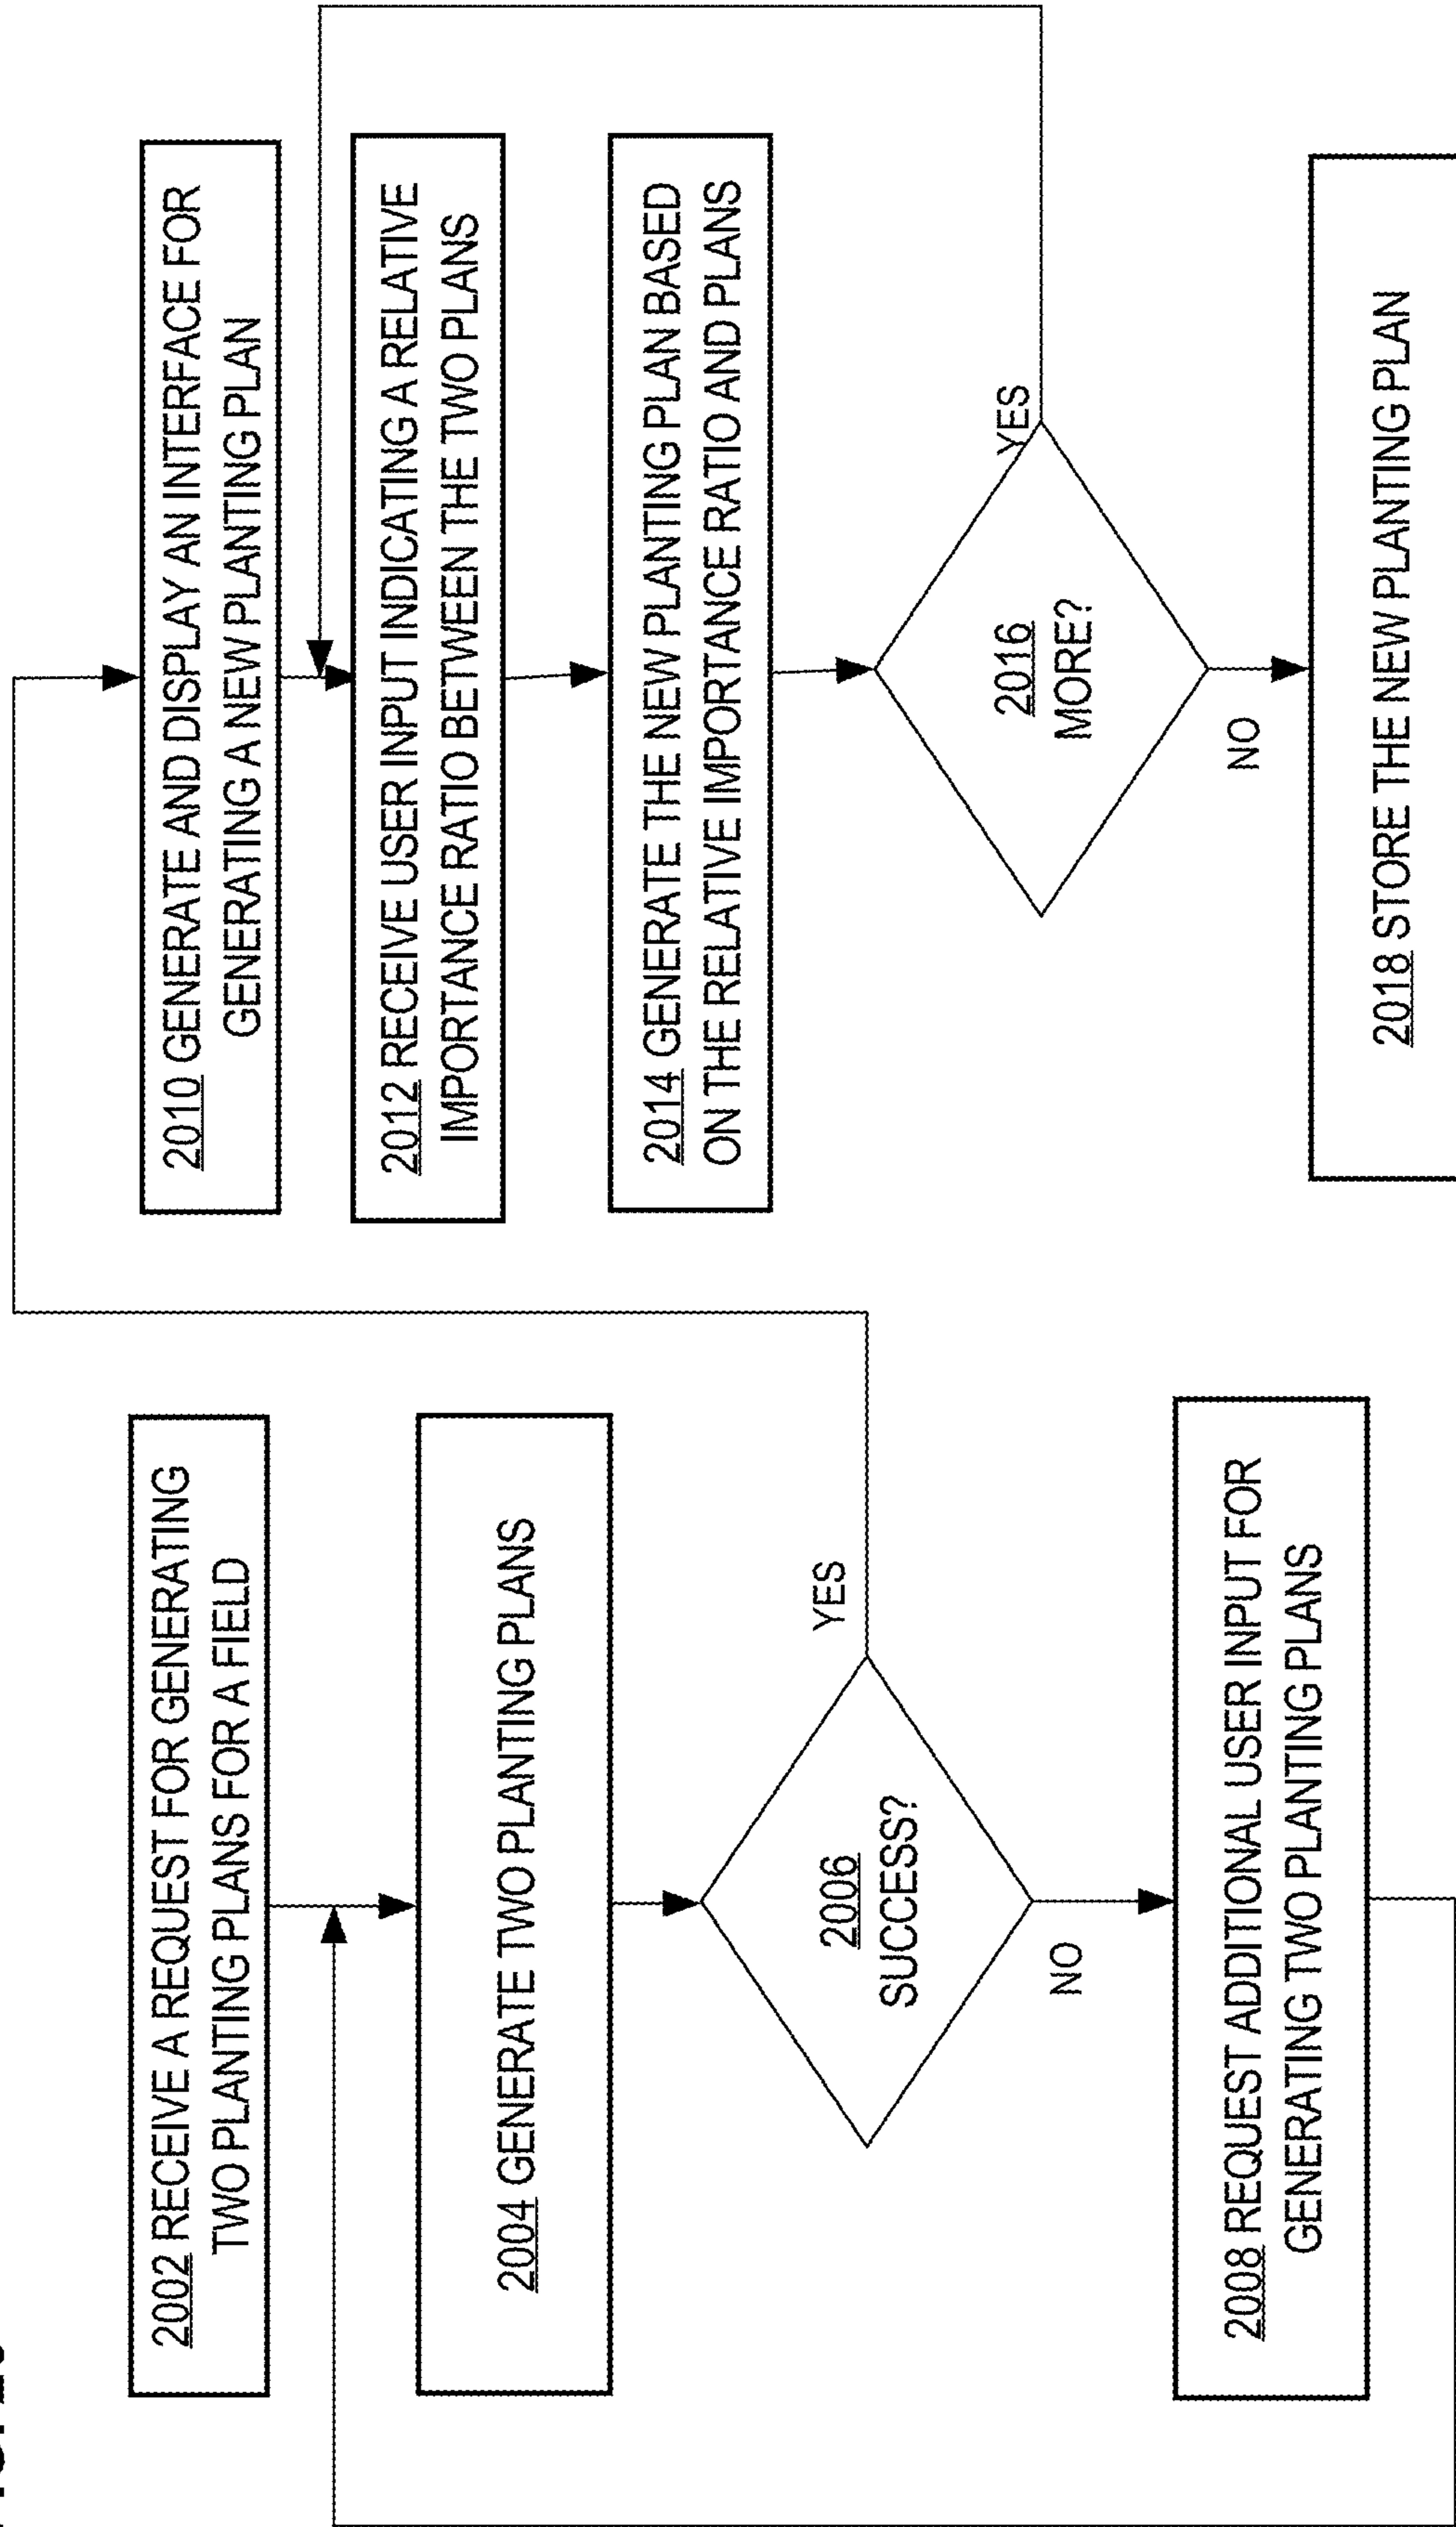 2002 RECEIVE A REQUEST FOR GENERATING
TWO PLANTING PLANS FOR A FIELD
2004 GENERATE TWO PLANTING PLANS
2006
SUCCESS?
YES
NO
2008 REQUEST ADDITIONAL USER INPUT FOR
GENERATING TWO PLANTING PLANS
2010 GENERATE AND DISPLAY AN INTERFACE FOR
GENERATING A NEW PLANTING PLAN
2012 RECEIVE USER INPUT INDICATING A RELATIVE
IMPORTANCE RATIO BETWEEN THE TWO PLANS
2014 GENERATE THE NEW PLANTING PLAN BASED
ON THE RELATIVE IMPORTANCE RATIO AND PLANS
2016
MORE?
YES
NO
2018 STORE THE NEW PLANTING PLAN